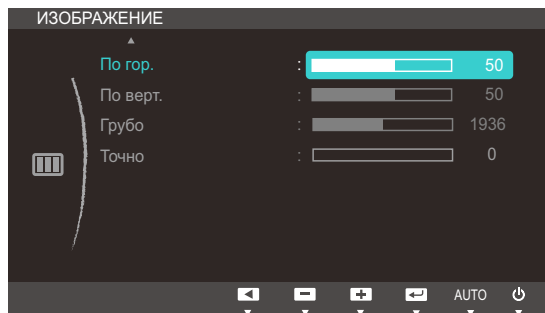 ИЗОБРАЖЕНИЕ
По гор. : 50
По верт. : 50
Грубо : 1936
Точно : 0
AUTO